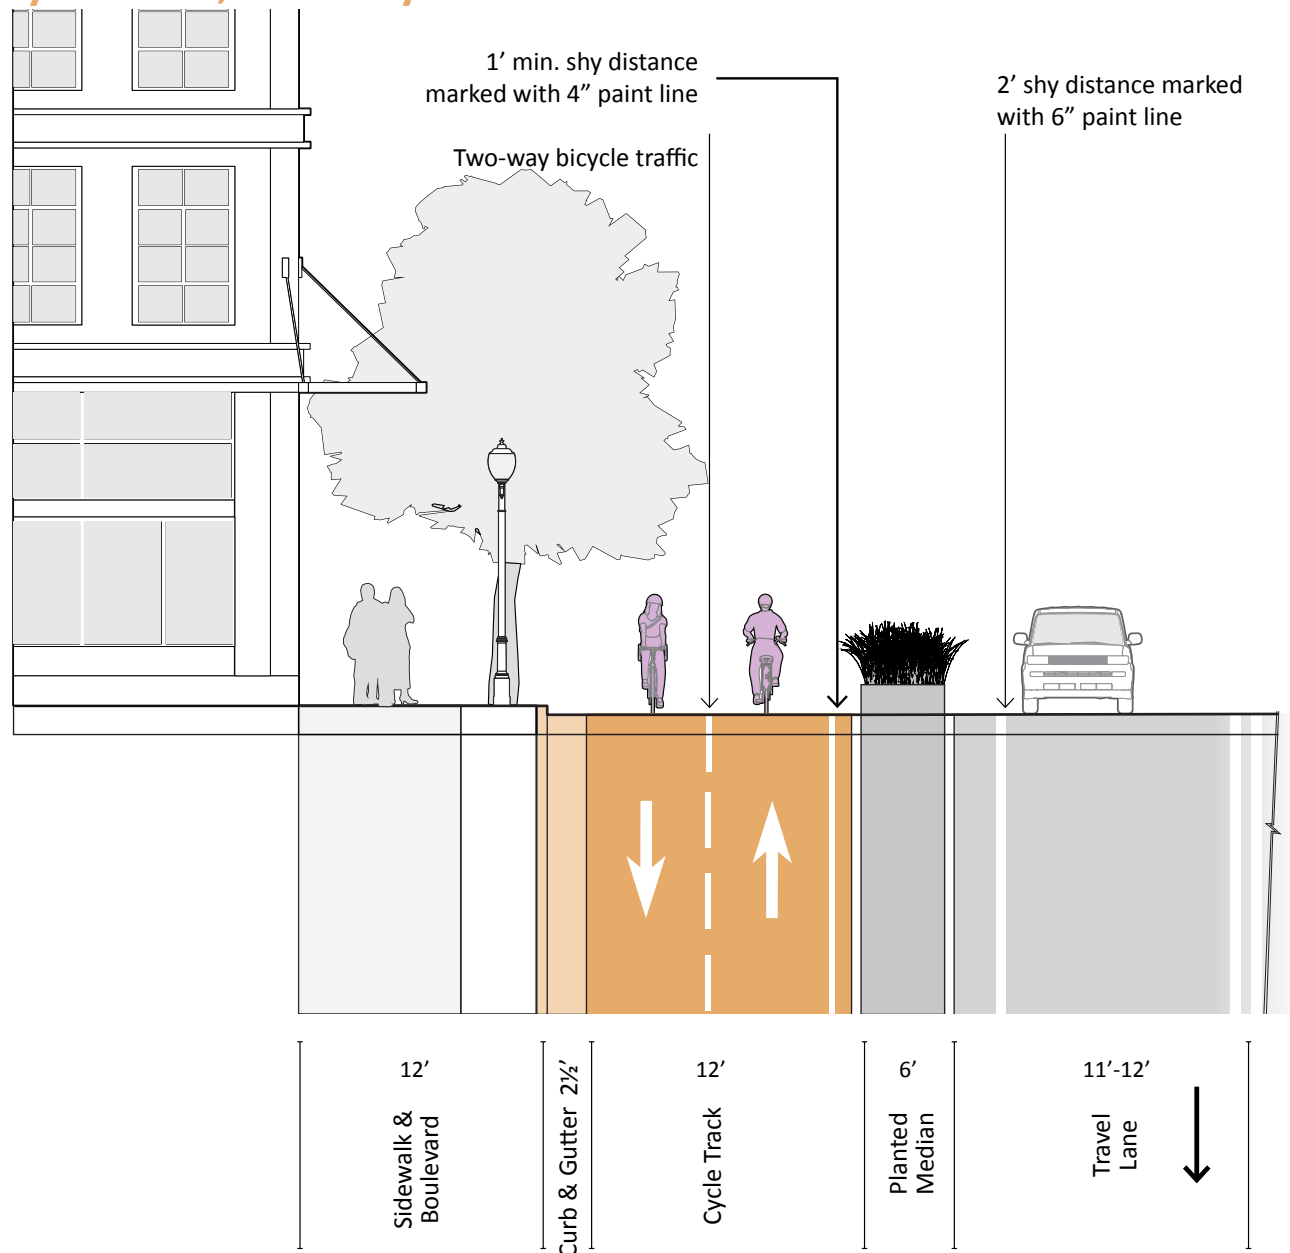 1’ min. shy distance
marked with 4” paint line
2’ shy distance marked
with 6” paint line
Two-way bicycle traffic
12’
Sidewalk &
Boulevard
Curb & Gutter 2½’
12’
Cycle Track
6’
Planted
Median
11’-12’
Travel
Lane